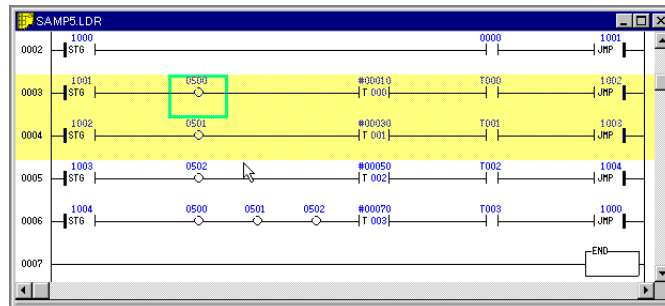 SAMP5.LDR
1000 0000 1001
0002 STG JMP
1001 0500 #00010 T000 1002
0003 STG T 000 JMP
1002 0501 #00030 T001 1003
0004 STG T 001 JMP
1003 0502 #00050 T002 1004
0005 STG T 002 JMP
1004 0500 0501 0502 #00070 T003 1000
0006 STG T 003 JMP
END
0007